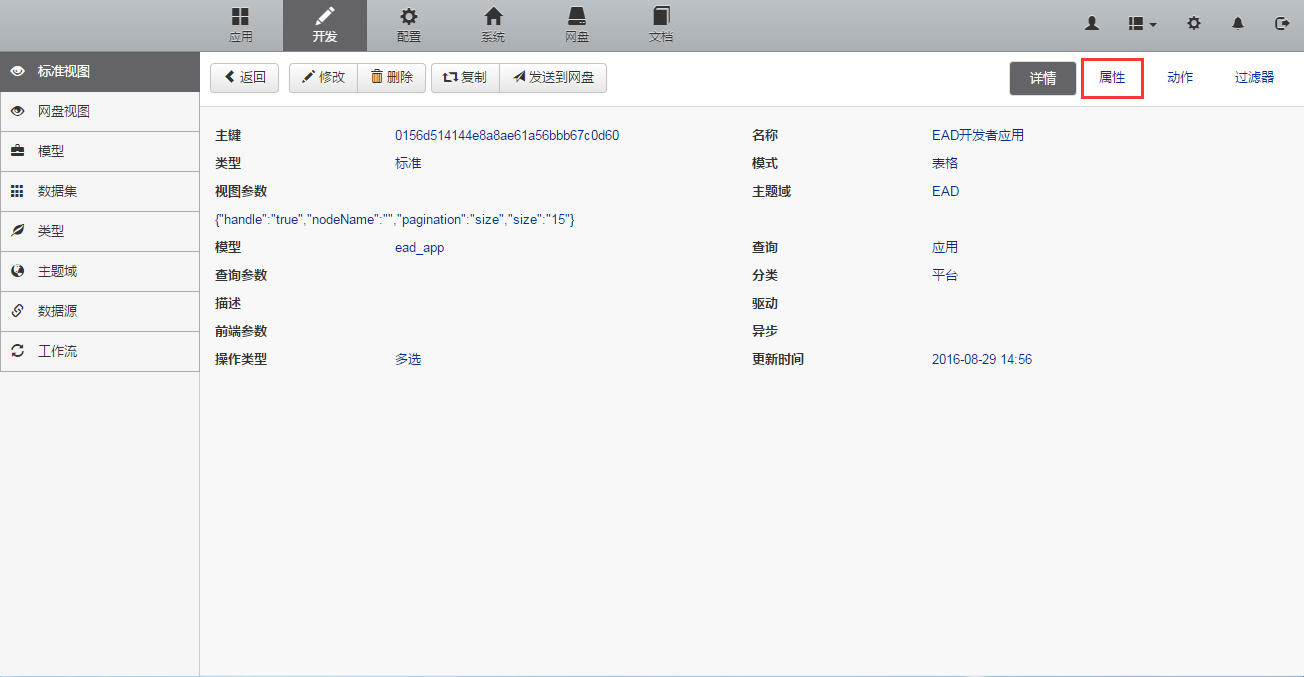 应用 开发 配置 系统 网盘 文档
标准视图
网盘视图
模型
数据集
类型
主题域
数据源
工作流
返回 修改 删除 复制 发送到网盘 详情 属性 动作 过滤器
主键 0156d514144e8a8ae61a56bbb67c0d60 名称 EAD开发者应用
类型 标准 模式 表格
视图参数 主题域 EAD
{"handle":"true","nodeName":"","pagination":"size","size":"15"}
模型 ead_app 查询 应用
查询参数 分类 平台
描述 驱动
前端参数 异步
操作类型 多选 更新时间 2016-08-29 14:56